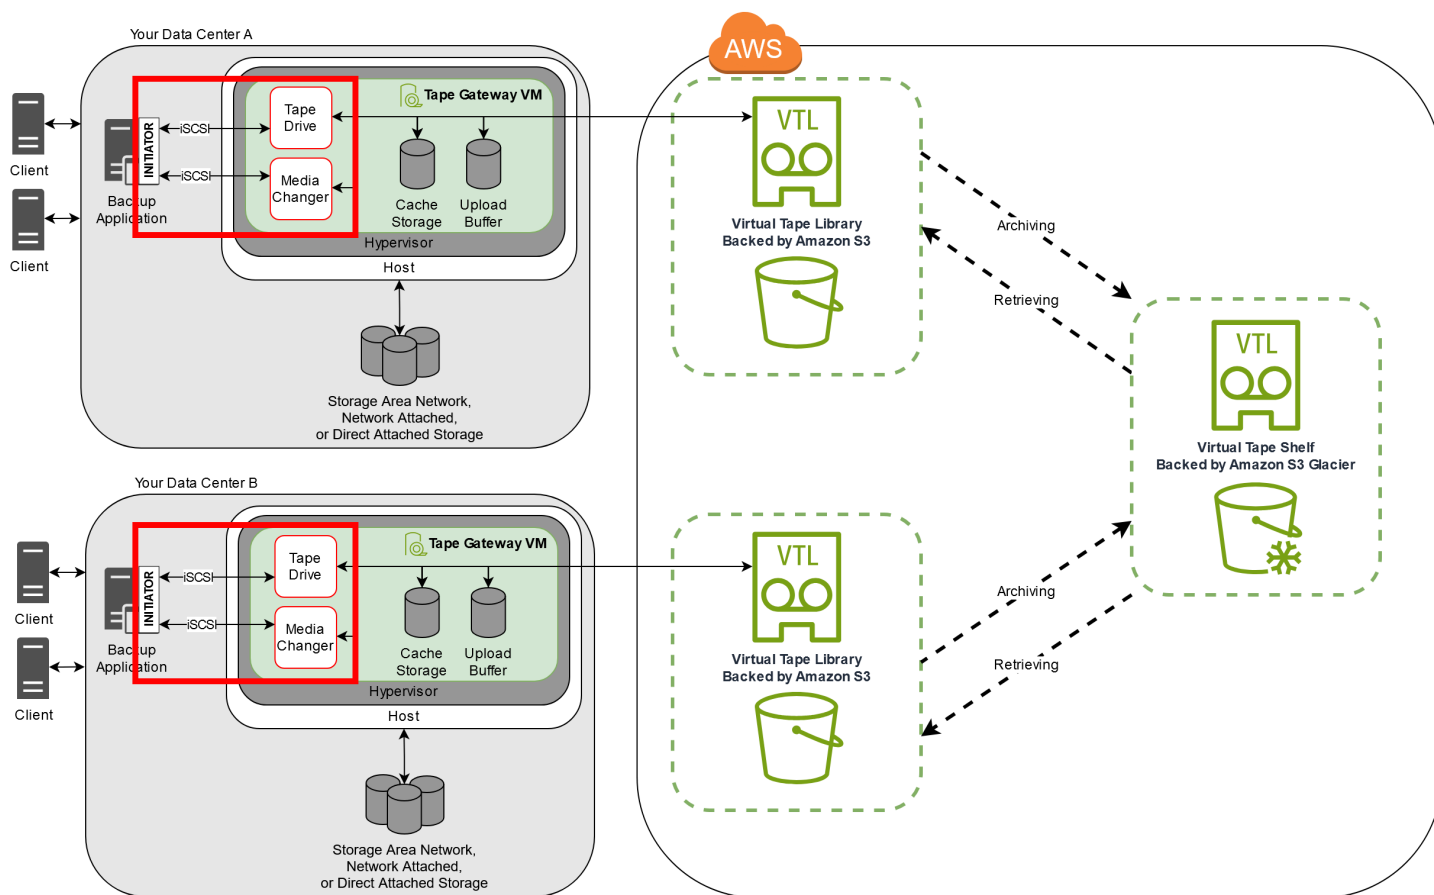 Your Data Center A
AWS
Client
Client
INITIATOR
Backup
Application
iSCSI
iSCSI
Tape
Drive
Media
Changer
Tape Gateway VM
Cache
Storage
Upload
Buffer
Hypervisor
Host
Storage Area Network,
Network Attached,
or Direct Attached Storage
VTL
Virtual Tape Library
Backed by Amazon S3
Archiving
Retrieving
VTL
Virtual Tape Shelf
Backed by Amazon S3 Glacier
Your Data Center B
Client
Client
INITIATOR
Backup
Application
iSCSI
iSCSI
Tape
Drive
Media
Changer
Tape Gateway VM
Cache
Storage
Upload
Buffer
Hypervisor
Host
Storage Area Network,
Network Attached,
or Direct Attached Storage
VTL
Virtual Tape Library
Backed by Amazon S3
Archiving
Retrieving